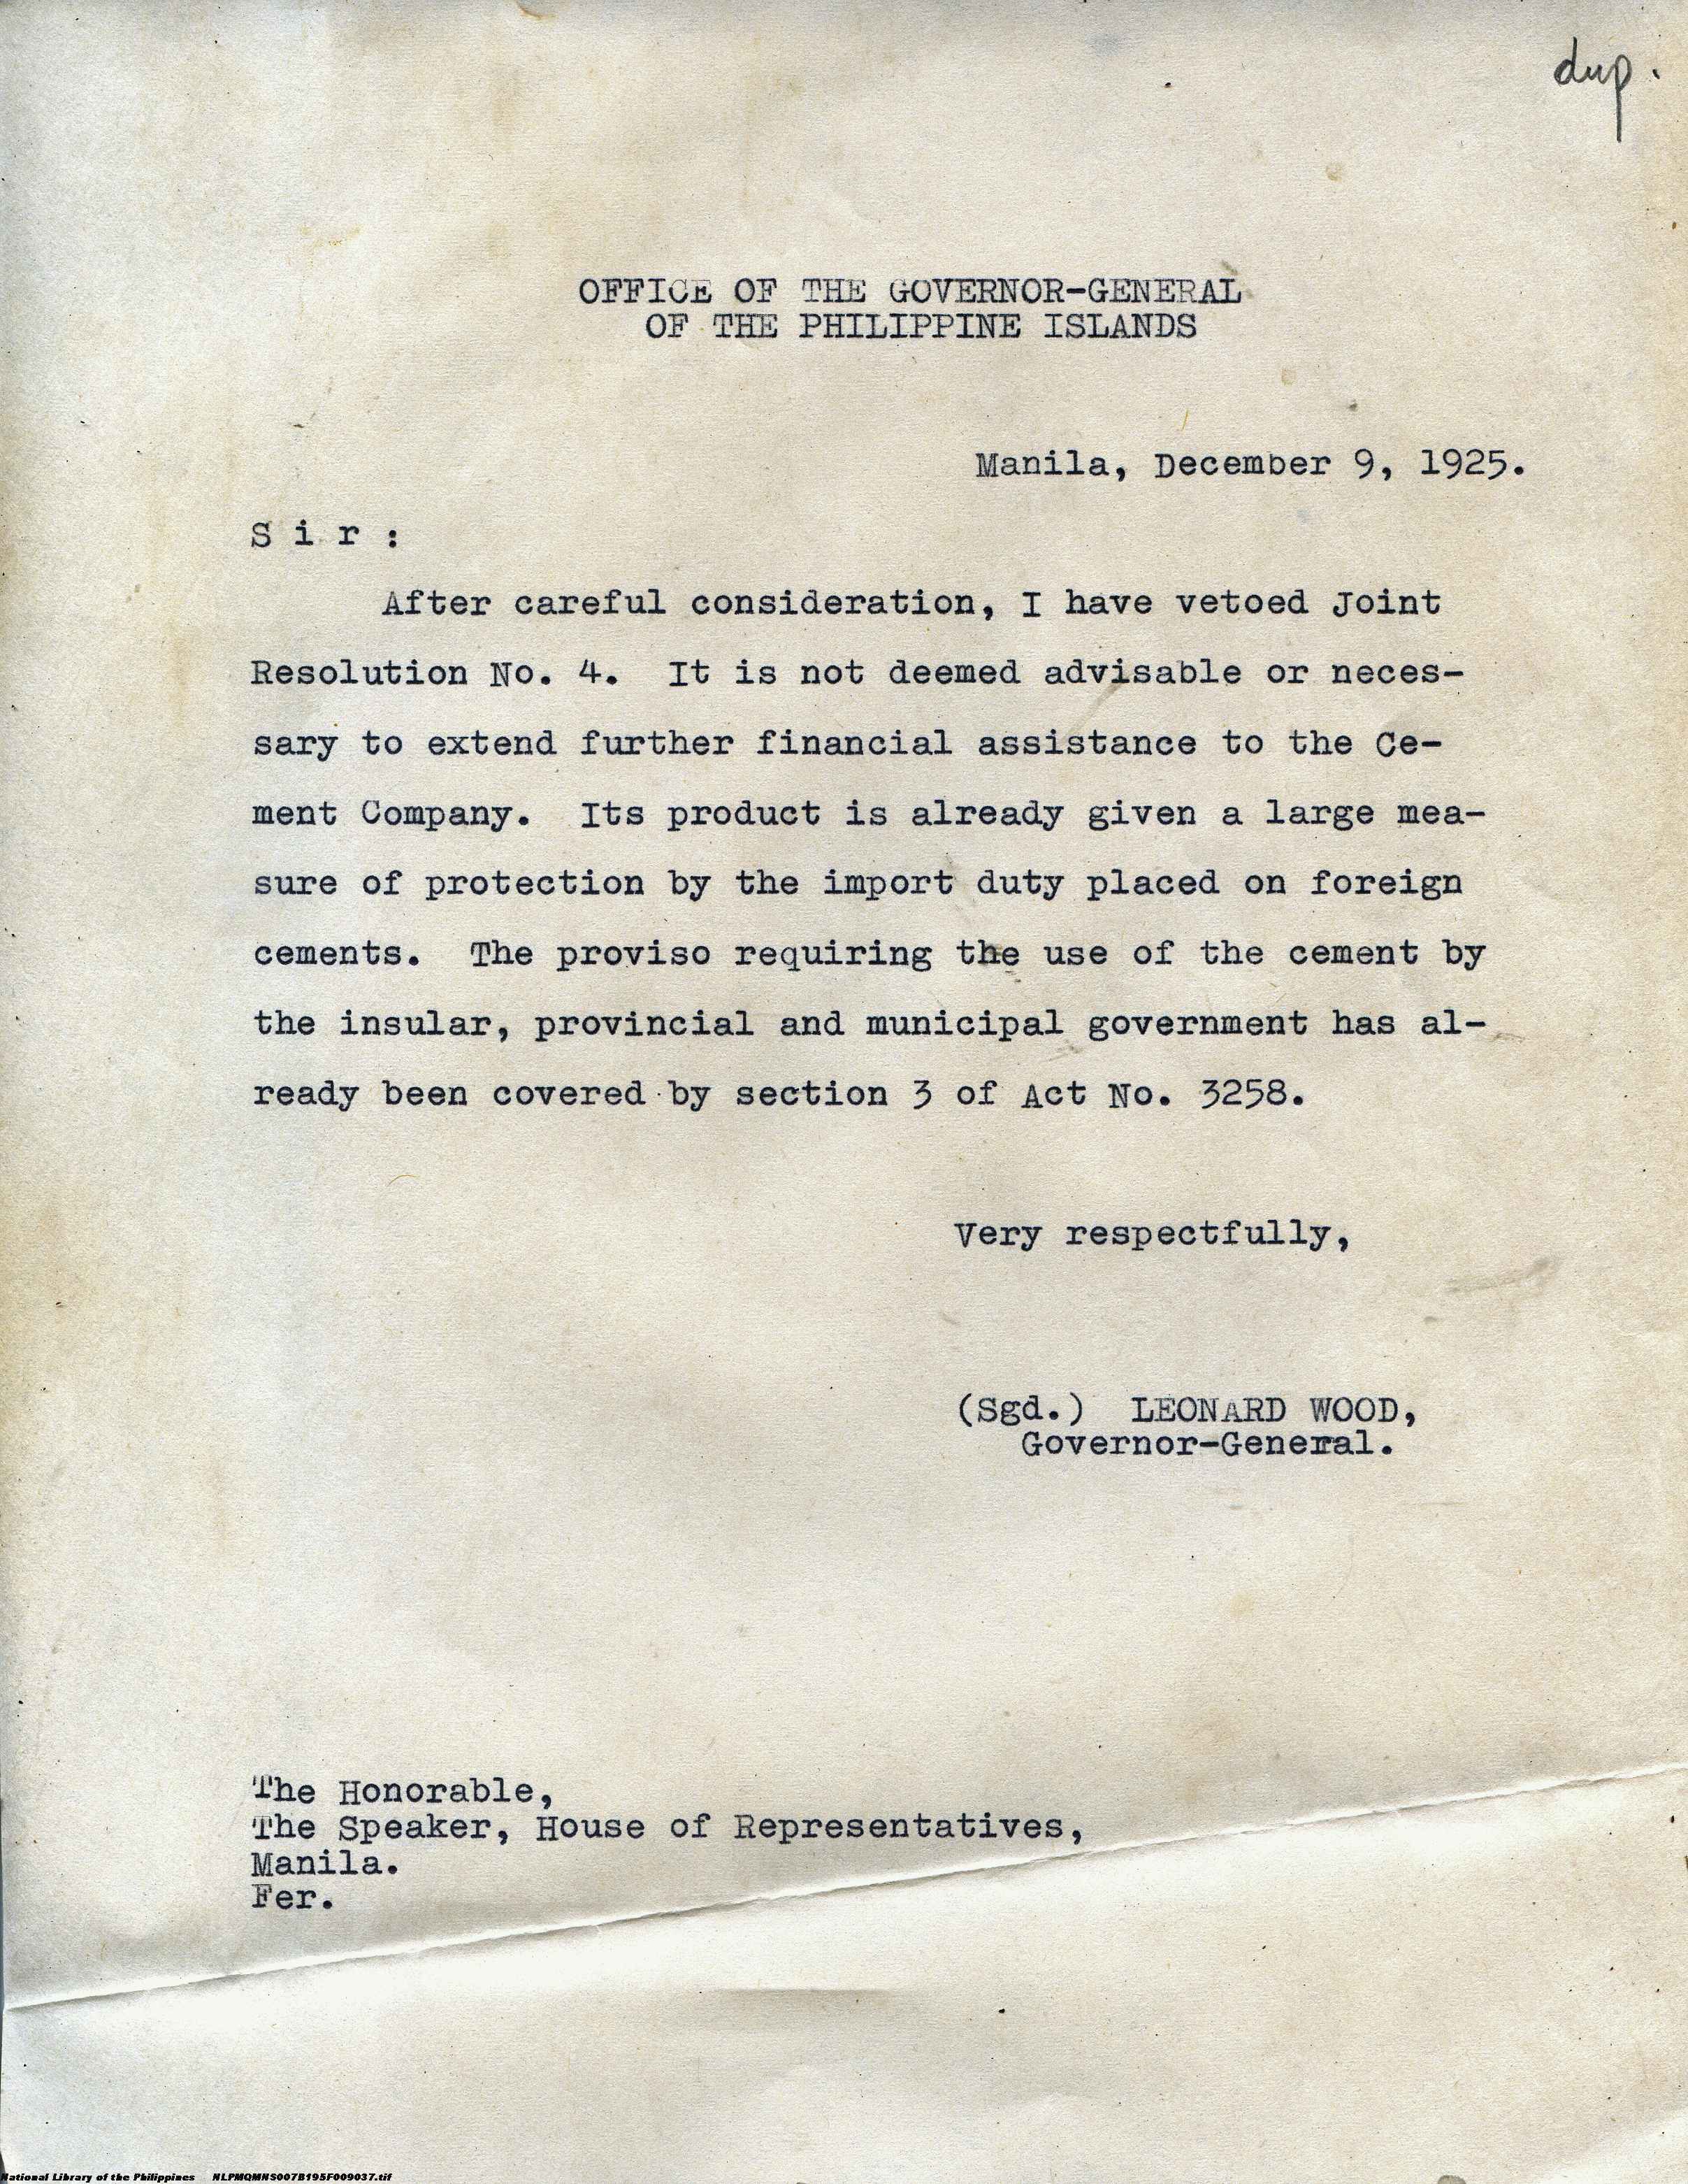 dup.
OFFICE OF THE GOVERNOR-GENERAL
OF THE PHILIPPINE ISLANDS
Manila, December 9, 1925.
S i r :
After careful consideration, I have vetoed Joint
Resolution No. 4. It is not deemed advisable or neces-
sary to extend further financial assistance to the Ce-
ment Company. Its product is already given a large mea-
sure of protection by the import duty placed on foreign
cements. The proviso requiring the use of the cement by
the insular, provincial and municipal government has al-
ready been covered by section 3 of Act No. 3258.
Very respectfully,
(Sgd.) LEONARD WOOD,
Governor-General.
The Honorable,
The Speaker, House of Representatives,
Manila.
Fer.
National Library of the Philippines NLPMQMNS007B195F009037.tif